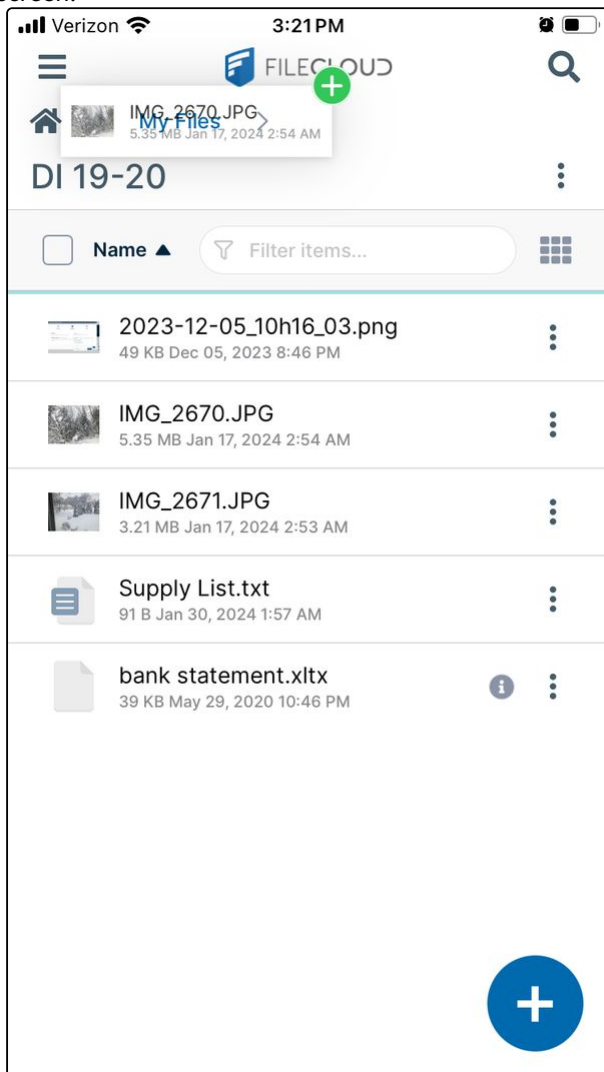 screen.
Verizon 3:21 PM
FILECLOUD
My Files
IMG_2670.JPG
5.35 MB Jan 17, 2024 2:54 AM
DI 19-20
Name Filter items...
2023-12-05_10h16_03.png
49 KB Dec 05, 2023 8:46 PM
IMG_2670.JPG
5.35 MB Jan 17, 2024 2:54 AM
IMG_2671.JPG
3.21 MB Jan 17, 2024 2:53 AM
Supply List.txt
91 B Jan 30, 2024 1:57 AM
bank statement.xltx
39 KB May 29, 2020 10:46 PM